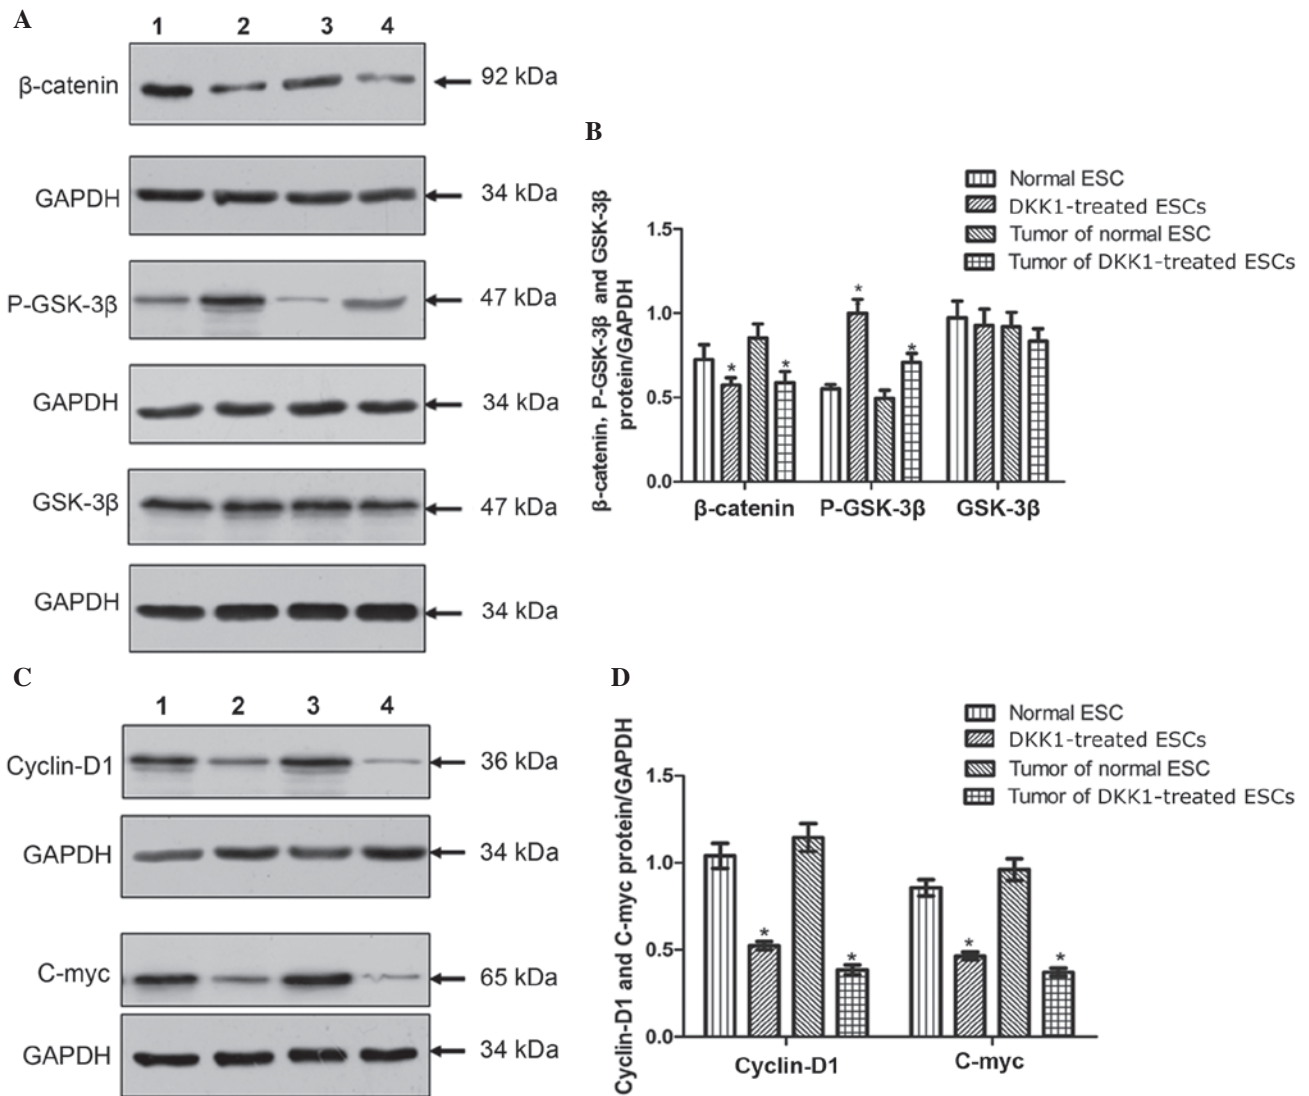 A
1 2 3 4
β-catenin
92 kDa
GAPDH
34 kDa
P-GSK-3β
47 kDa
GAPDH
34 kDa
GSK-3β
47 kDa
GAPDH
34 kDa
B
β-catenin, P-GSK-3β and GSK-3β
protein/GAPDH
Normal ESC
DKK1-treated ESCs
Tumor of normal ESC
Tumor of DKK1-treated ESCs
1.5
1.0
0.5
0.0
* * * *
β-catenin P-GSK-3β GSK-3β
C
1 2 3 4
Cyclin-D1
36 kDa
GAPDH
34 kDa
C-myc
65 kDa
GAPDH
34 kDa
D
Cyclin-D1 and C-myc protein/GAPDH
Normal ESC
DKK1-treated ESCs
Tumor of normal ESC
Tumor of DKK1-treated ESCs
1.5
1.0
0.5
0.0
* * * *
Cyclin-D1 C-myc